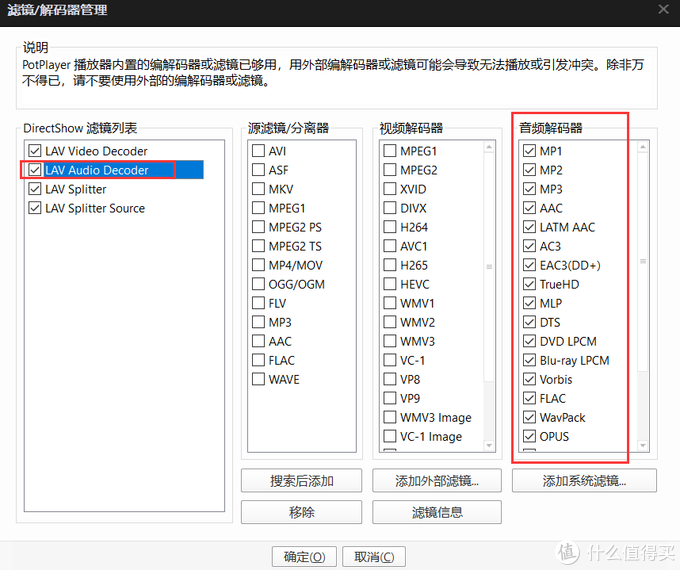 滤镜/解码器管理
说明
PotPlayer 播放器内置的编解码器或滤镜已够用，用外部编解码器或滤镜可能会导致无法播放或引发冲突。除非万
不得已，请不要使用外部的编解码器或滤镜。
DirectShow 滤镜列表
LAV Video Decoder
LAV Audio Decoder
LAV Splitter
LAV Splitter Source
源滤镜/分离器
AVI
ASF
MKV
MPEG1
MPEG2 PS
MPEG2 TS
MP4/MOV
OGG/OGM
FLV
MP3
AAC
FLAC
WAVE
视频解码器
MPEG1
MPEG2
XVID
DIVX
H264
AVC1
H265
HEVC
WMV1
WMV2
WMV3
VC-1
VP8
VP9
WMV3 Image
VC-1 Image
音频解码器
MP1
MP2
MP3
AAC
LATM AAC
AC3
EAC3(DD+)
TrueHD
MLP
DTS
DVD LPCM
Blu-ray LPCM
Vorbis
FLAC
WavPack
OPUS
搜索后添加
添加外部滤镜...
添加系统滤镜...
移除
滤镜信息
确定(O)
取消(C)
值 什么值得买